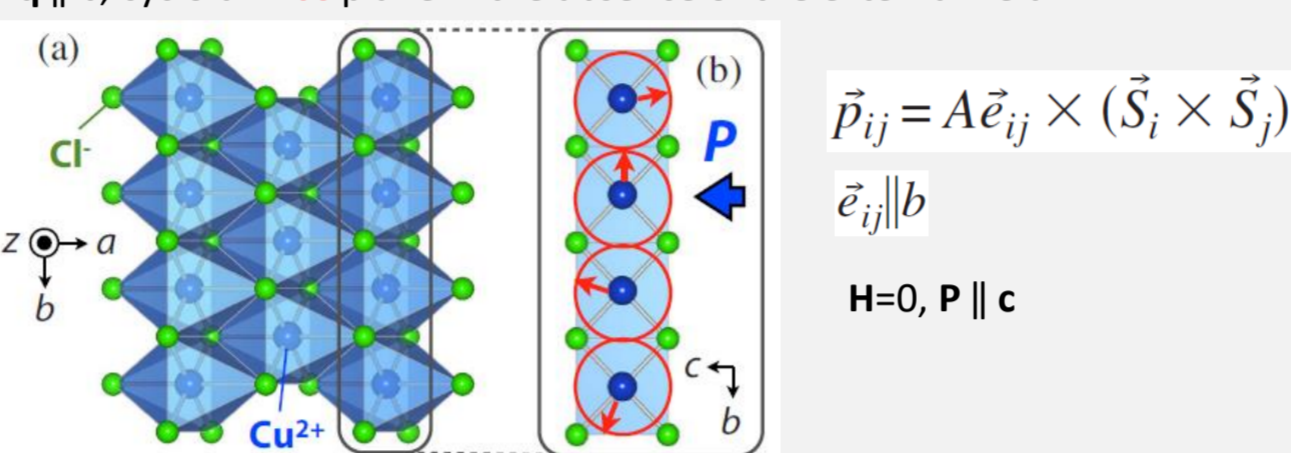 (a)
(b)
Cl-
P
z
a
b
Cu2+
c
b
p⃗ij = Ae⃗ij × (S⃗i × S⃗j)
e⃗ij||b
H=0, P || c